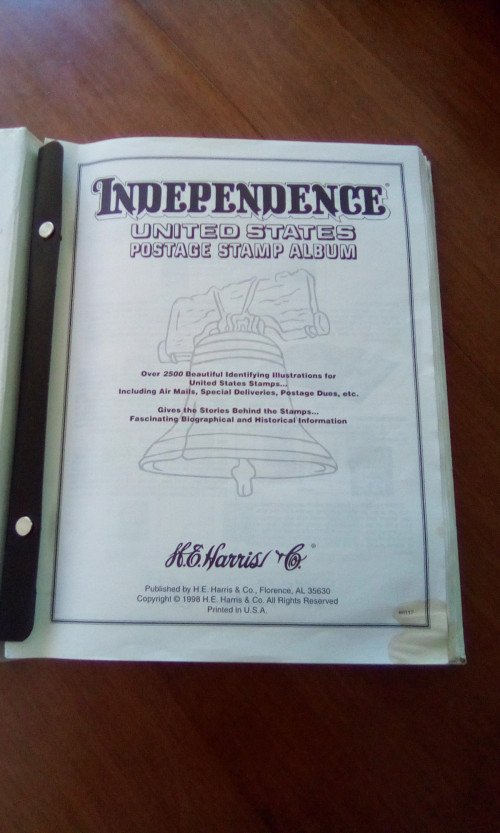 INDEPENDENCE®
UNITED STATES
POSTAGE STAMP ALBUM
Over 2500 Beautiful Identifying Illustrations for
United States Stamps...
Including Air Mails, Special Deliveries, Postage Dues, etc.
Gives the Stories Behind the Stamps...
Fascinating Biographical and Historical Information
H.E. Harris & Co.®
Published by H.E. Harris & Co., Florence, AL 35630
Copyright © 1998 H.E. Harris & Co. All Rights Reserved
Printed in U.S.A.